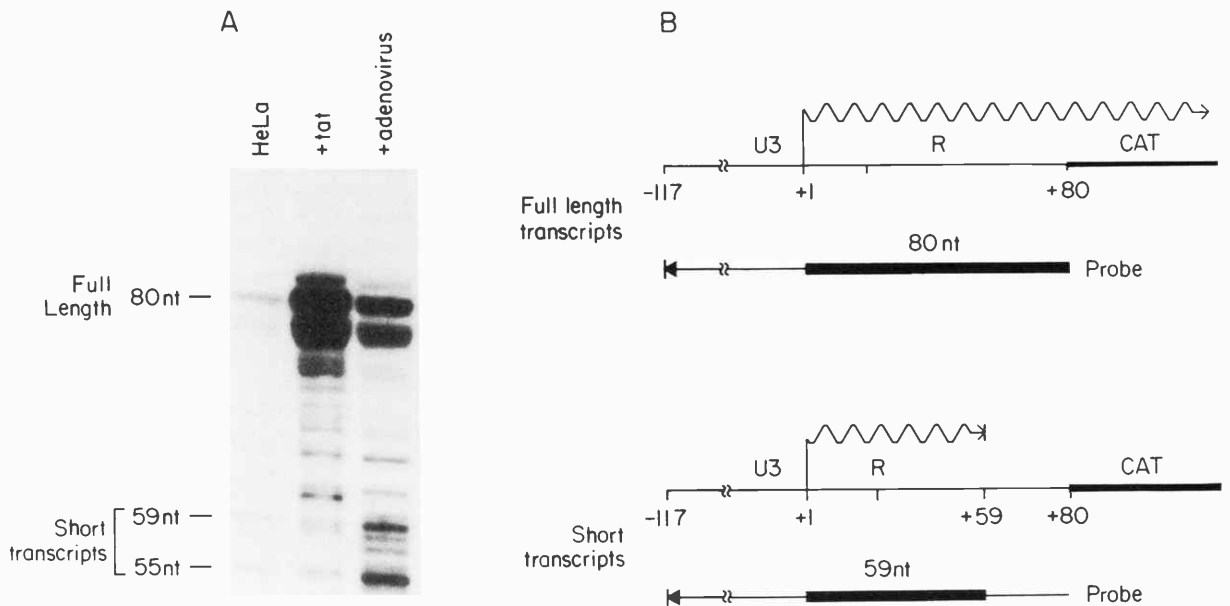 A
HeLa
+tat
+adenovirus
Full
Length
80nt
Short
transcripts
59nt
55nt
B
U3
R
CAT
-117
+1
+80
Full length
transcripts
80nt
Probe
U3
R
CAT
-117
+1
+59
+80
Short
transcripts
59nt
Probe